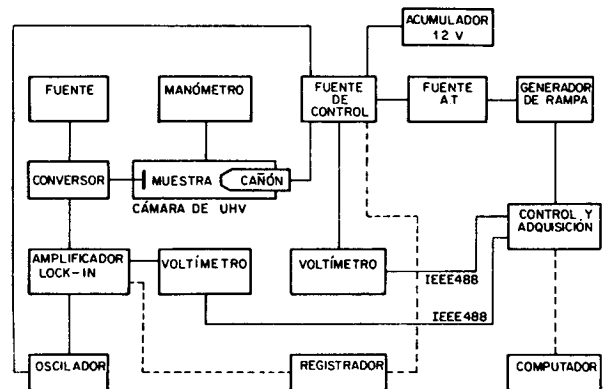 ACUMULADOR
12 V
FUENTE
MANÓMETRO
FUENTE
DE
CONTROL
FUENTE
A.T
GENERADOR
DE RAMPA
CONVERSOR
MUESTRA
CAÑÓN
CÁMARA DE UHV
CONTROL Y
ADQUISICIÓN
AMPLIFICADOR
LOCK-IN
VOLTÍMETRO
VOLTÍMETRO
IEEE488
IEEE488
OSCILADOR
REGISTRADOR
COMPUTADOR